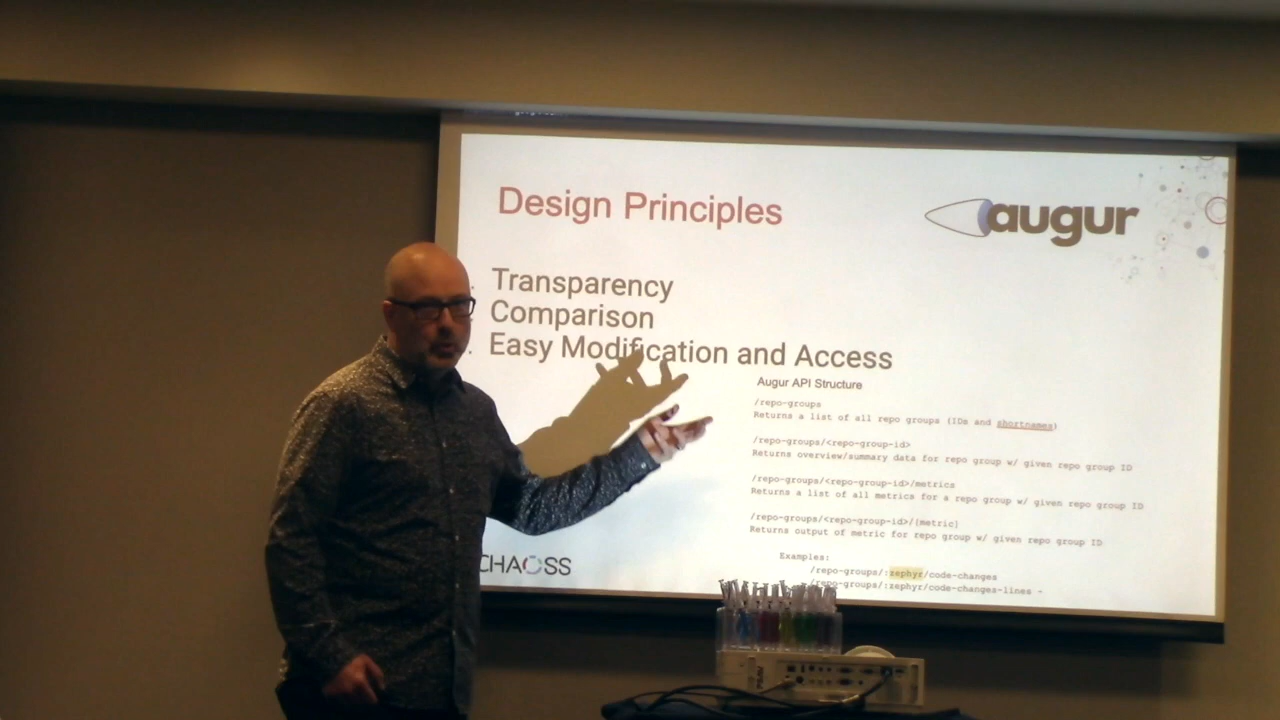 Design Principles
augur
Transparency
Comparison
Easy Modification and Access
Augur API Structure
/repo-groups
Returns a list of all repo groups (IDs and shortnames)
/repo-groups/<repo-group-id>
Returns overview/summary data for repo group w/ given repo group ID
/repo-groups/<repo-group-id>/metrics
Returns a list of all metrics for a repo group w/ given repo group ID
/repo-groups/<repo-group-id>/{metric}
Returns output of metric for repo group w/ given repo group ID
Examples:
/repo-groups/:zephyr/code-changes
/repo-groups/:zephyr/code-changes-lines -
CHAOSS